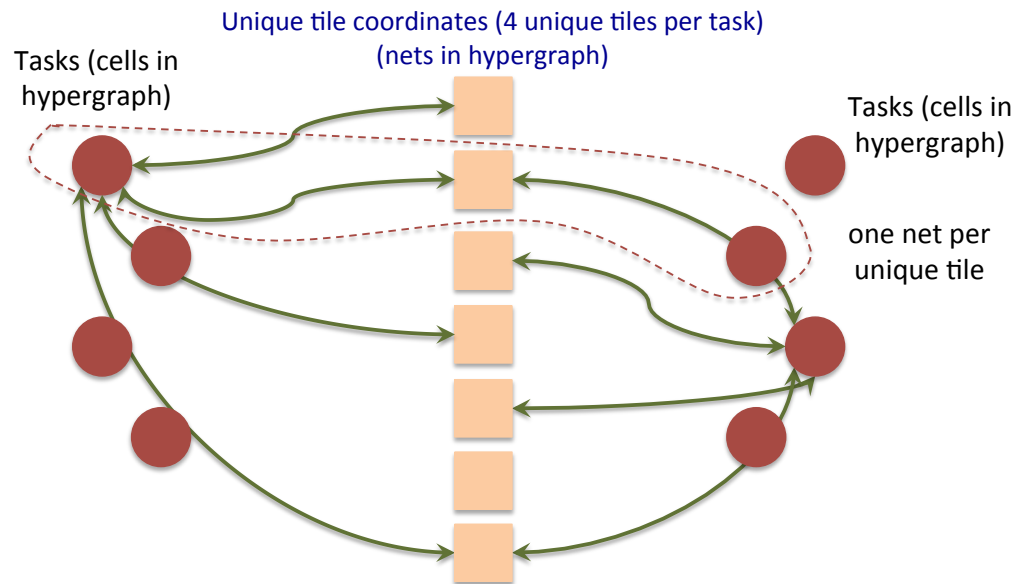 Unique tile coordinates (4 unique tiles per task)
(nets in hypergraph)
Tasks (cells in
hypergraph)
Tasks (cells in
hypergraph)
one net per
unique tile